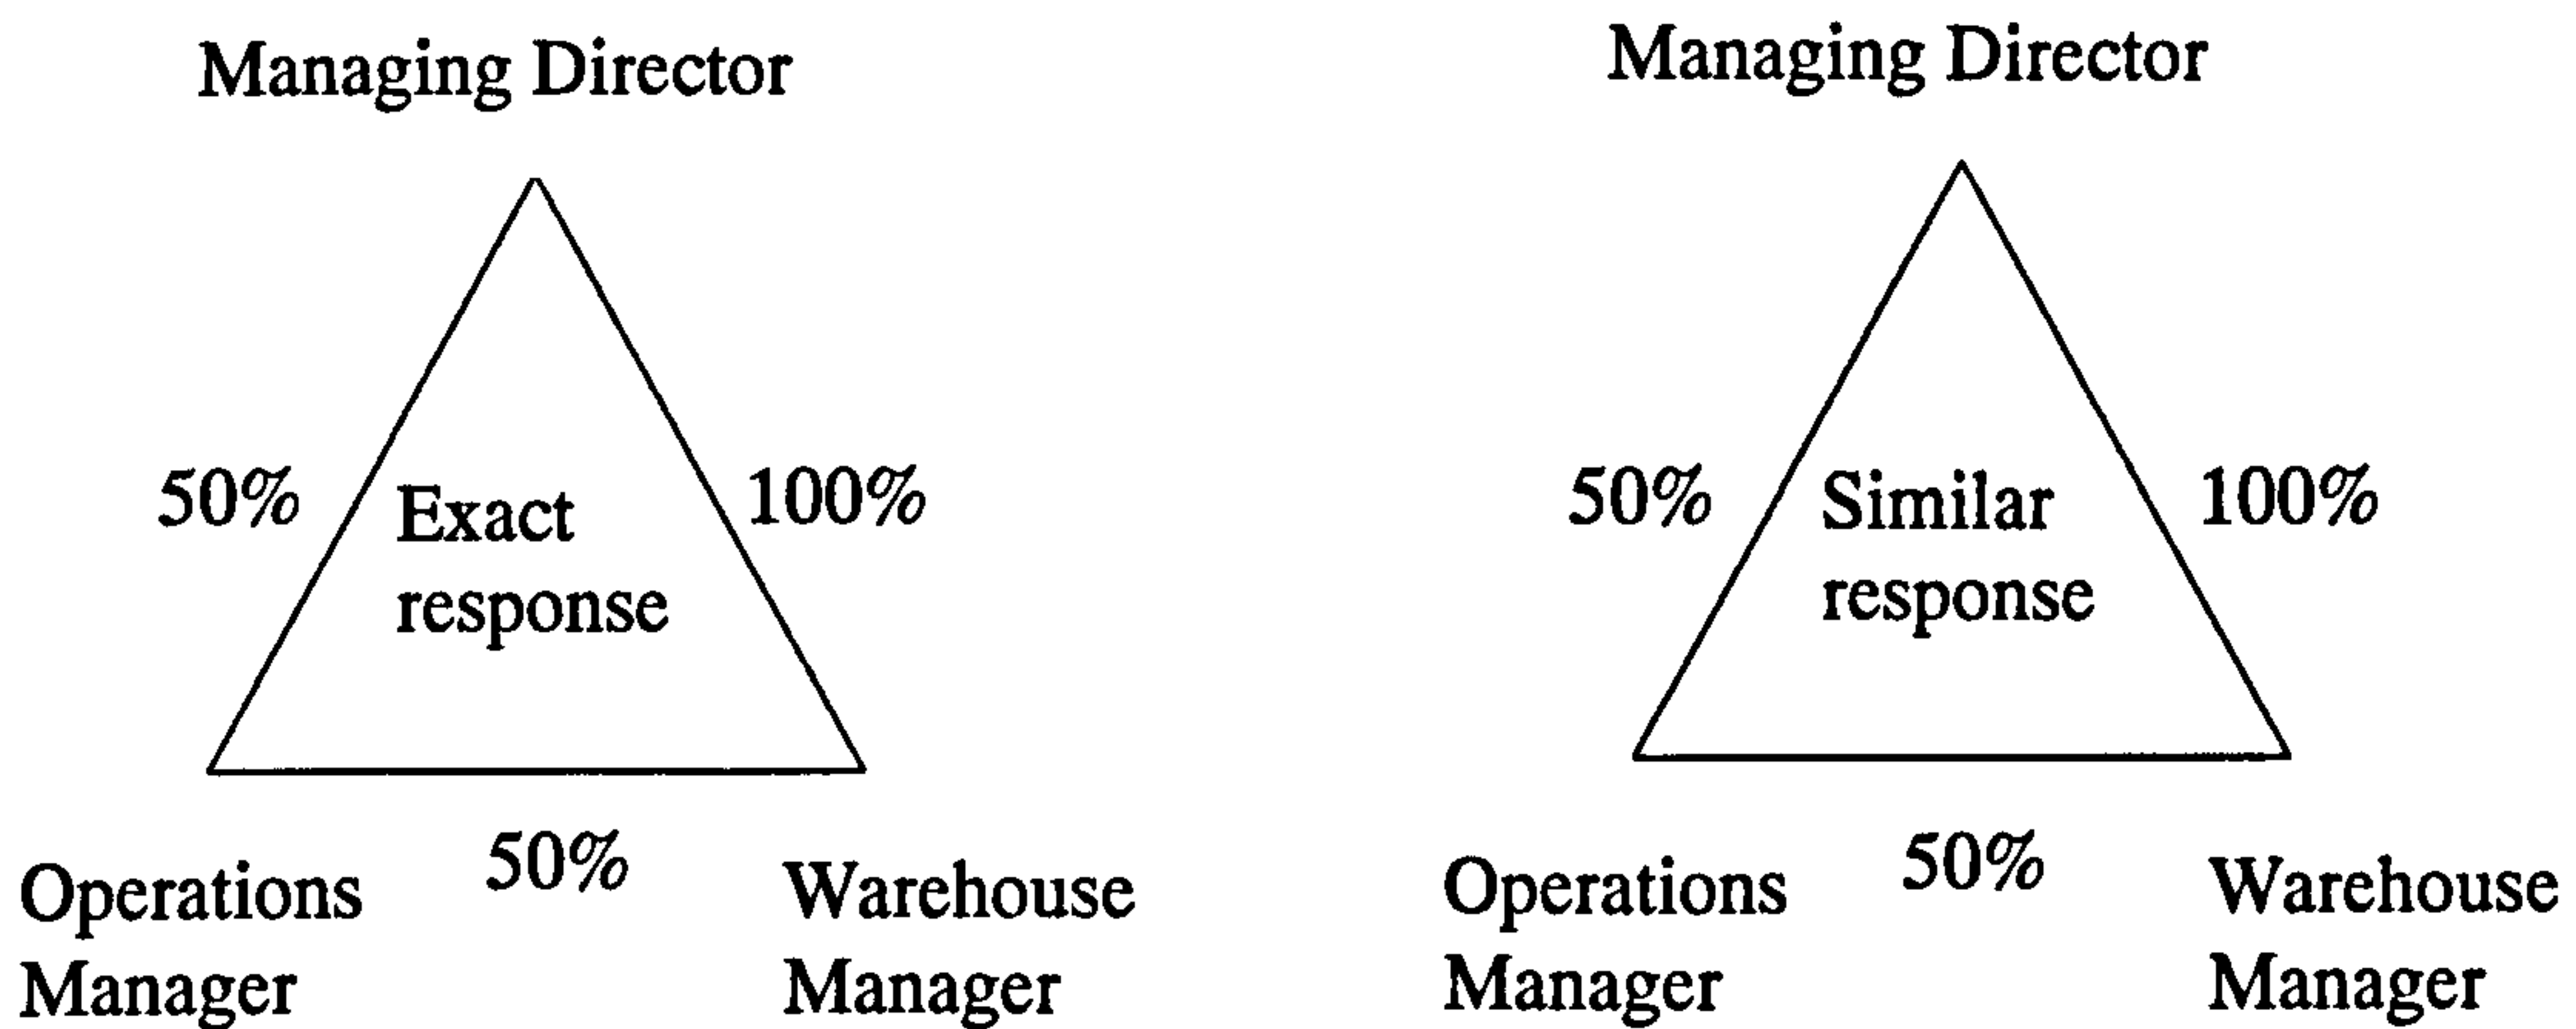 Managing Director
50%
Exact
response
100%
Operations
Manager
50%
Warehouse
Manager
Managing Director
50%
Similar
response
100%
Operations
Manager
50%
Warehouse
Manager